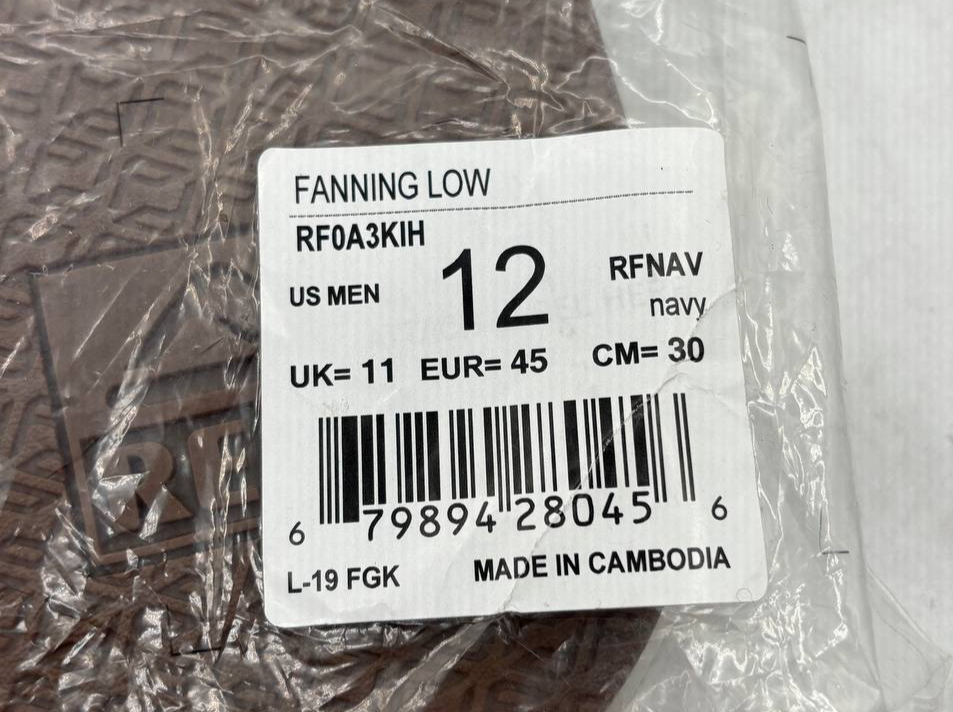 FANNING LOW
RF0A3KIH
US MEN 12 RFNAV
navy
UK= 11 EUR= 45 CM= 30
6 79894 28045 6
L-19 FGK MADE IN CAMBODIA